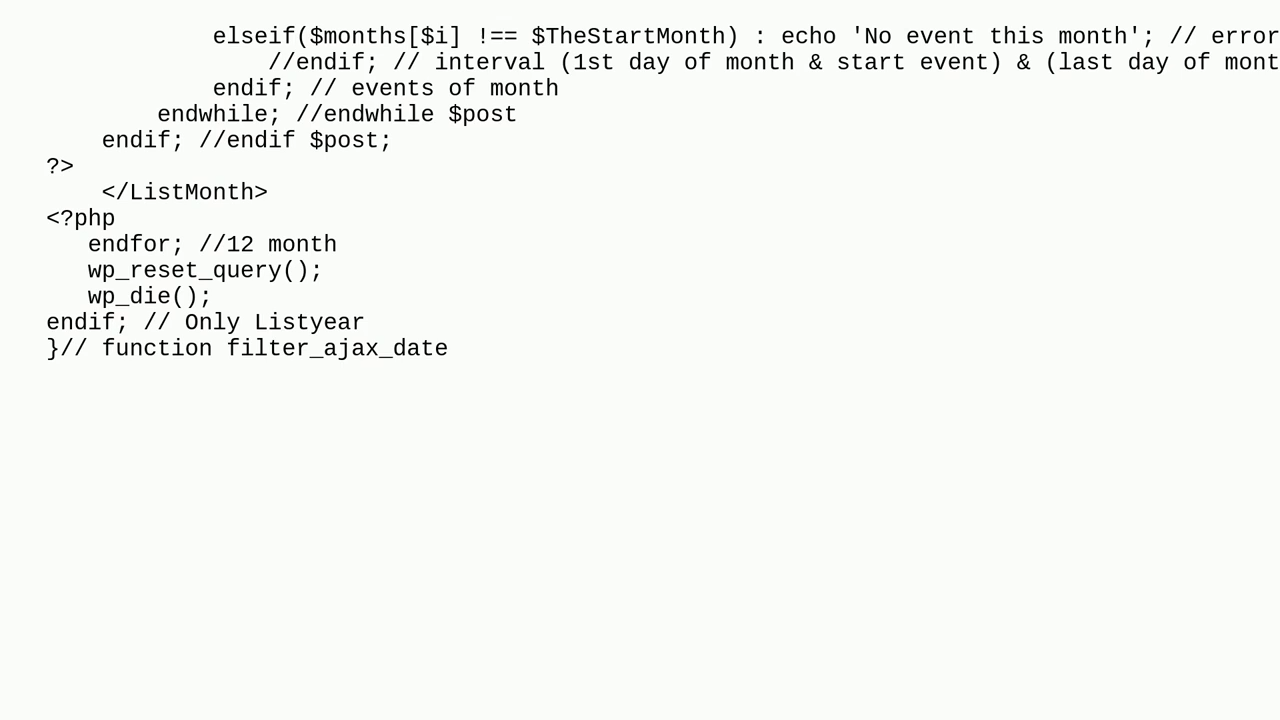 elseif($months[$i] !== $TheStartMonth) : echo 'No event this month'; // error
//endif; // interval (1st day of month & start event) & (last day of mont
endif; // events of month
endwhile; //endwhile $post
endif; //endif $post;
?>
</ListMonth>
<?php
endfor; //12 month
wp_reset_query();
wp_die();
endif; // Only Listyear
}// function filter_ajax_date